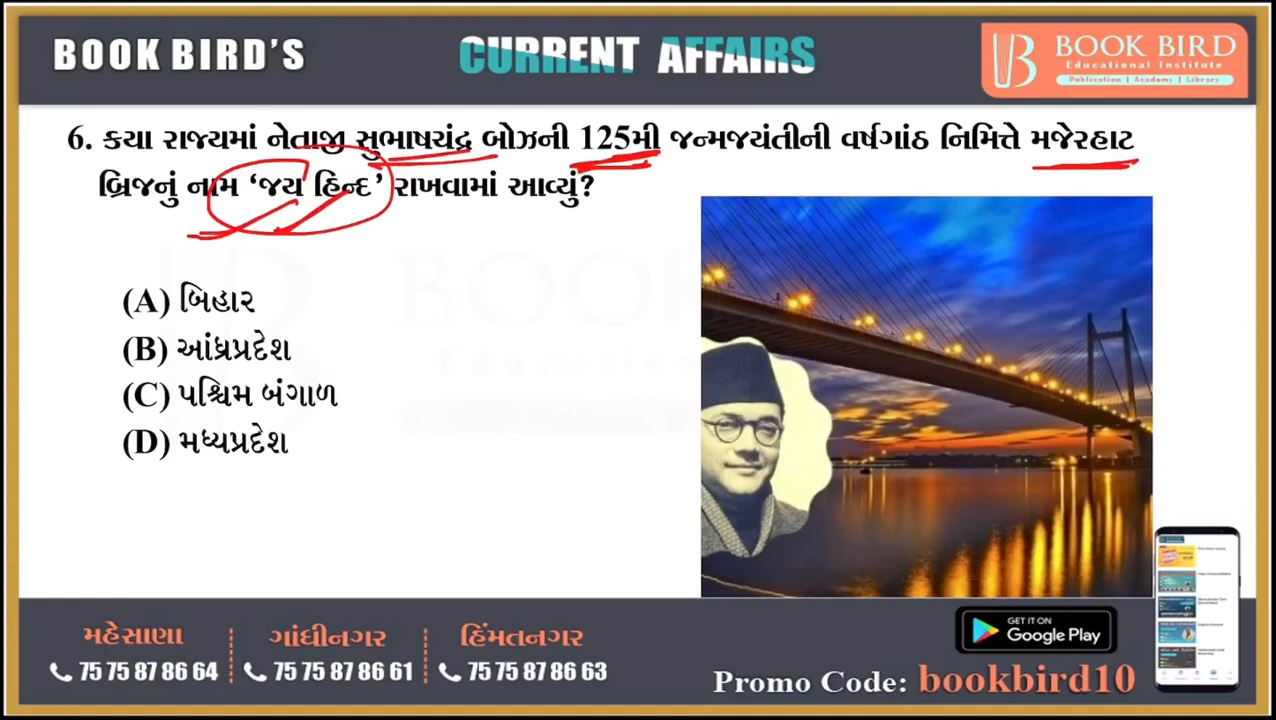 BOOK BIRD'S
CURRENT AFFAIRS
BOOK BIRD
Educational Institute
Publication | Academy | Library
6. કયા રાજ્યમાં નેતાજી સુભાષચંદ્ર બોઝની 125મી જન્મજયંતીની વર્ષગાંઠ નિમિત્તે મજેરહાટ
બ્રિજનું નામ ‘જય હિન્દ’ રાખવામાં આવ્યું?
(A) બિહાર
(B) આંધ્રપ્રદેશ
(C) પશ્ચિમ બંગાળ
(D) મધ્યપ્રદેશ
મહેસાણા
75 75 87 86 64
ગાંધીનગર
75 75 87 86 61
હિંમતનગર
75 75 87 86 63
GET IT ON
Google Play
Promo Code: bookbird10